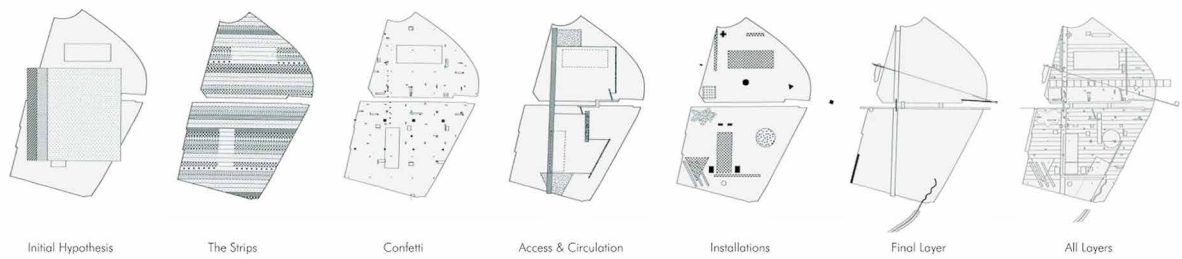 Initial Hypothesis
The Strips
Confetti
Access & Circulation
Installations
Final Layer
All Layers